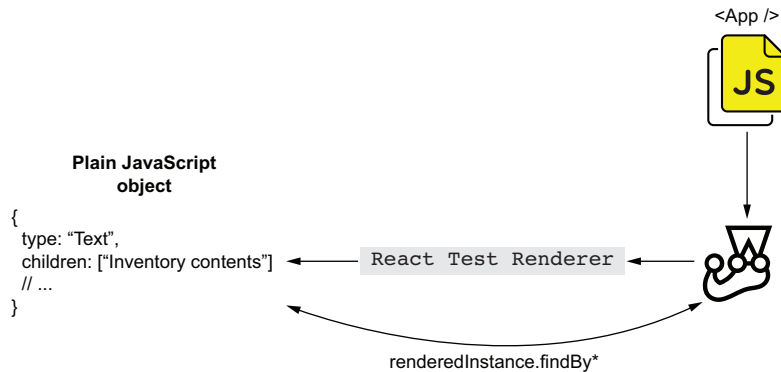 <App />
JS
Plain JavaScript
object
{
type: “Text”,
children: [“Inventory contents”]
// ...
}
React Test Renderer
renderedInstance.findBy*